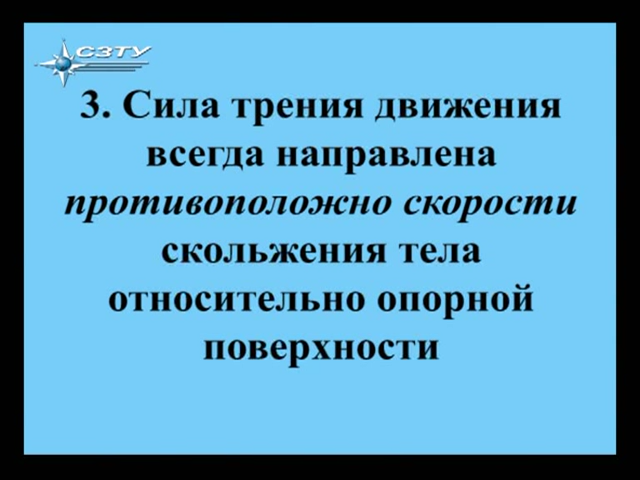 СЗТУ
3. Сила трения движения
всегда направлена
противоположно скорости
скольжения тела
относительно опорной
поверхности